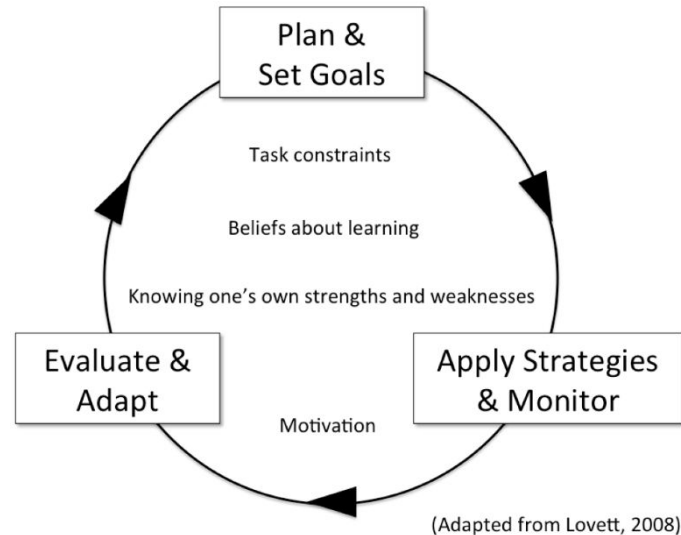 Plan &
Set Goals
Task constraints
Beliefs about learning
Knowing one's own strengths and weaknesses
Evaluate &
Adapt
Apply Strategies
& Monitor
Motivation
(Adapted from Lovett, 2008)